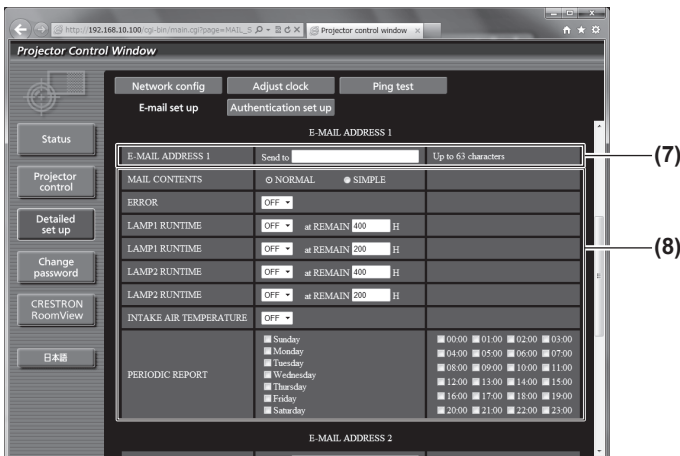 http://192.168.10.100/cgi-bin/main.cgi?page=MAIL_S
Projector control window
Projector Control Window
Network config Adjust clock Ping test
E-mail set up Authentication set up
Status
Projector control
Detailed set up
Change password
CRESTRON RoomView
日本語
E-MAIL ADDRESS 1
E-MAIL ADDRESS 1 Send to Up to 63 characters
(7)
MAIL CONTENTS NORMAL SIMPLE
ERROR OFF
LAMP1 RUNTIME OFF at REMAIN 400 H
LAMP1 RUNTIME OFF at REMAIN 200 H
(8)
LAMP2 RUNTIME OFF at REMAIN 400 H
LAMP2 RUNTIME OFF at REMAIN 200 H
INTAKE AIR TEMPERATURE OFF
PERIODIC REPORT
Sunday
Monday
Tuesday
Wednesday
Thursday
Friday
Saturday
00:00 01:00 02:00 03:00
04:00 05:00 06:00 07:00
08:00 09:00 10:00 11:00
12:00 13:00 14:00 15:00
16:00 17:00 18:00 19:00
20:00 21:00 22:00 23:00
E-MAIL ADDRESS 2